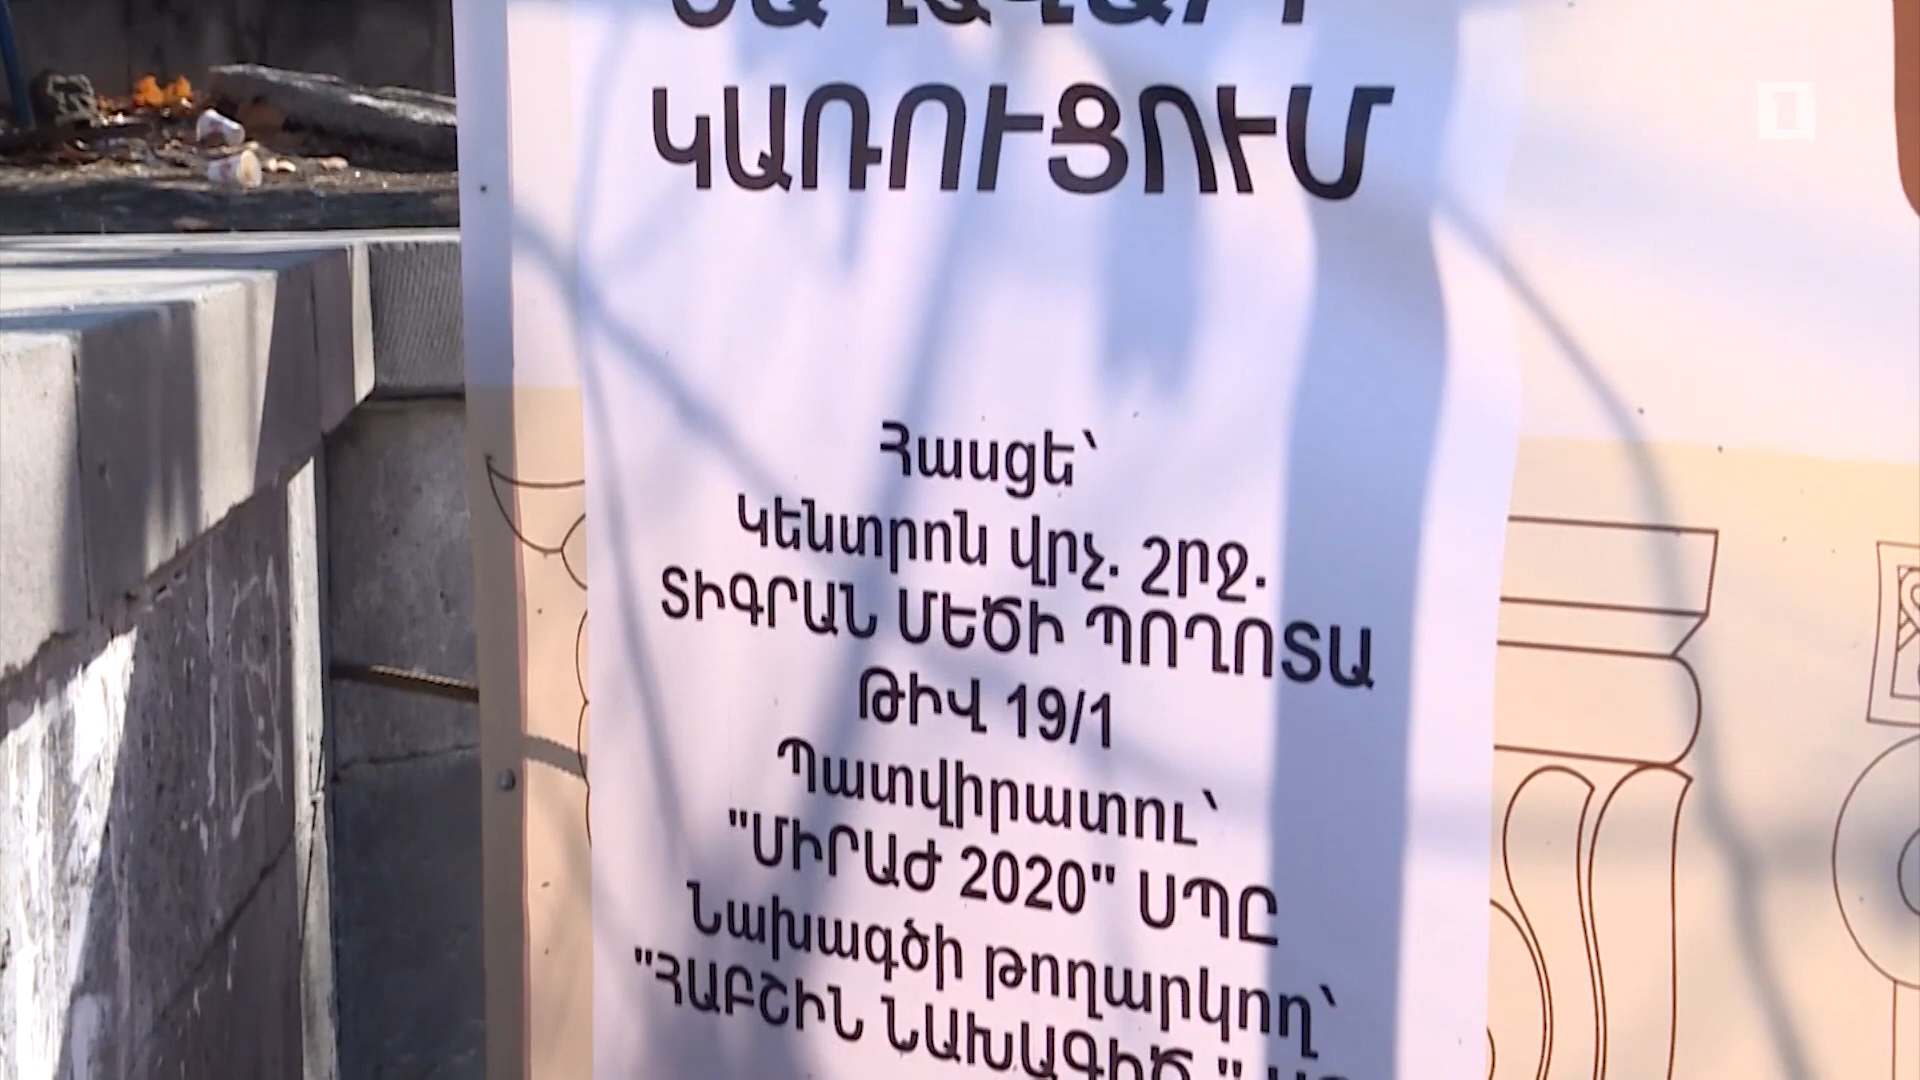 ԿԱՌՈՒՑՈՒՄ
Հասցե՝
Կենտրոն վրչ. շրջ.
ՏԻԳՐԱՆ ՄԵԾԻ ՊՈՂՈՏԱ
ԹԻՎ 19/1
Պատվիրատու՝
"ՄԻՐԱԺ 2020" ՍՊԸ
Նախագծի թողարկող՝
"ՀԱԲՇԻՆ ՆԱԽԱԳԻԾ"
1